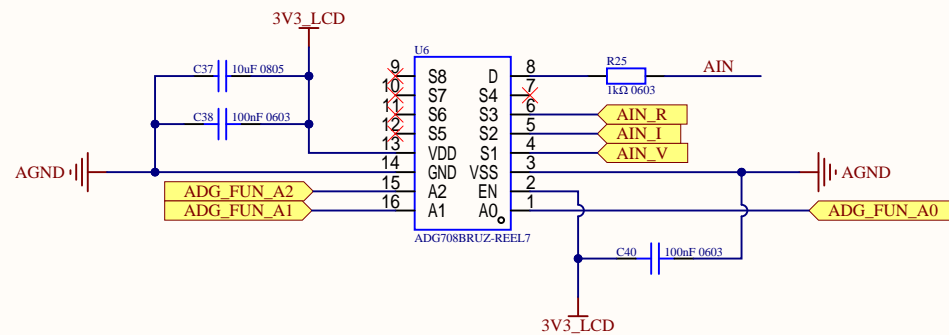 3V3_LCD
U6
C37 10uF 0805
C38 100nF 0603
9 S8 D 8 R25 AIN
1kΩ 0603
10 S7 S4 7
11 S6 S3 6 AIN_R
12 S5 S2 5 AIN_I
13 VDD S1 4 AIN_V
AGND 14 GND VSS 3 AGND
ADG_FUN_A2 15 A2 EN 2
ADG_FUN_A1 16 A1 A0 1 ADG_FUN_A0
ADG708BRUZ-REEL7
C40 100nF 0603
3V3_LCD